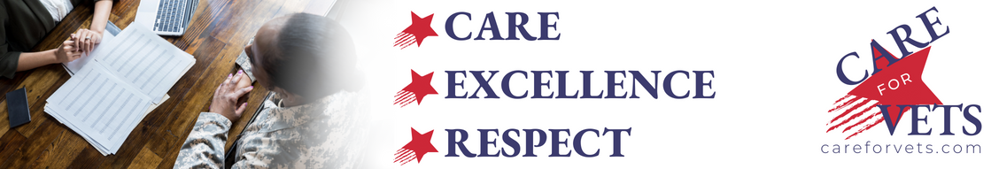 CARE
EXCELLENCE
RESPECT
CARE
FOR
VETS
careforvets.com